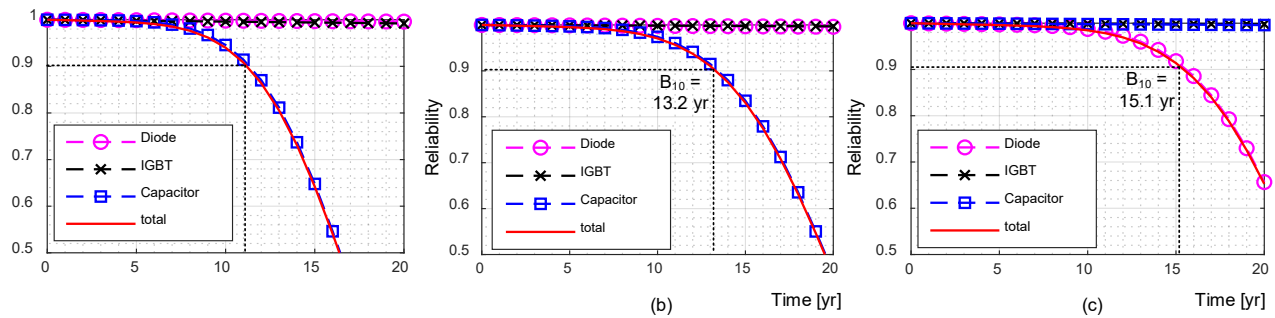 1
0.9
0.8
0.7
0.6
0.5
0 5 10 15 20
Diode
IGBT
Capacitor
total
Reliability
0.9
0.8
0.7
0.6
0.5
0 5 10 15 20
B10 =
13.2 yr
Diode
IGBT
Capacitor
total
(b)
Time [yr]
Reliability
0.9
0.8
0.7
0.6
0.5
0 5 10 15 20
B10 =
15.1 yr
Diode
IGBT
Capacitor
total
(c)
Time [yr]